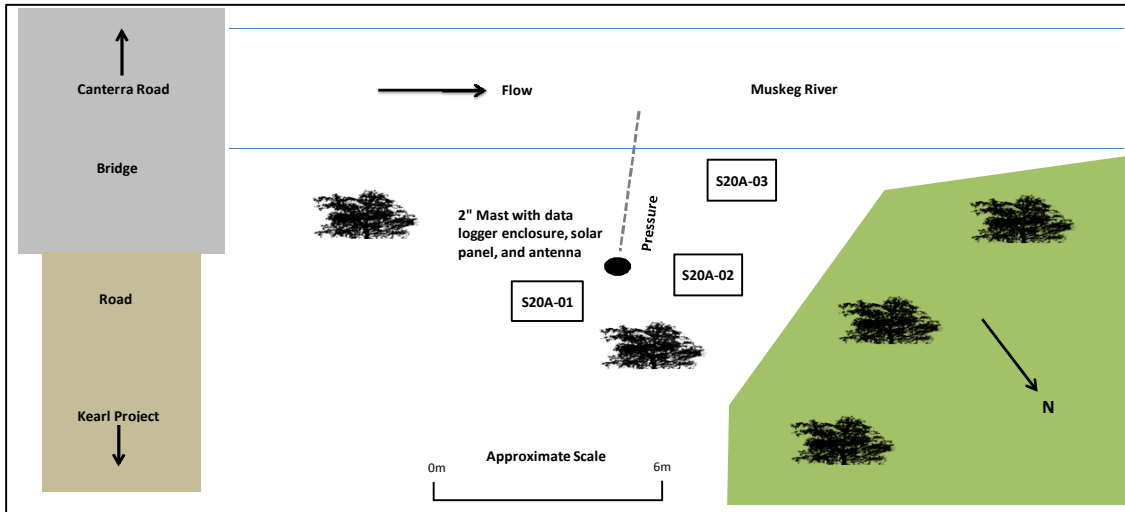 Canterra Road
Flow
Muskeg River
Bridge
S20A-03
2" Mast with data
logger enclosure, solar
panel, and antenna
Pressure
S20A-02
S20A-01
Road
Kearl Project
N
Approximate Scale
0m
6m